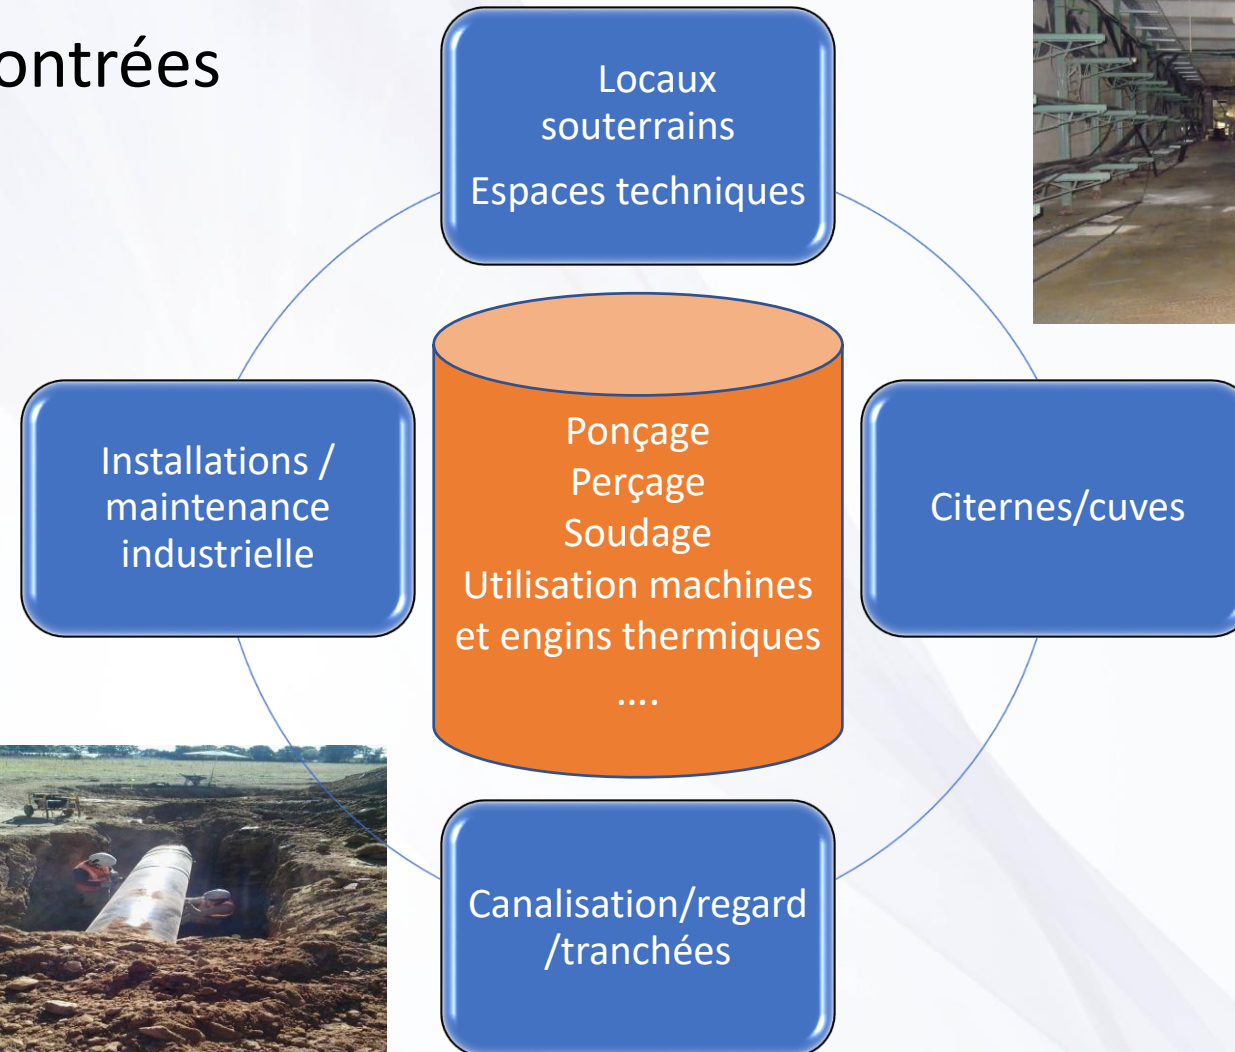 ontrées
Locaux
souterrains
Espaces techniques
Installations /
maintenance
industrielle
Ponçage
Perçage
Soudage
Utilisation machines
et engins thermiques
....
Citernes/cuves
Canalisation/regard
/tranchées